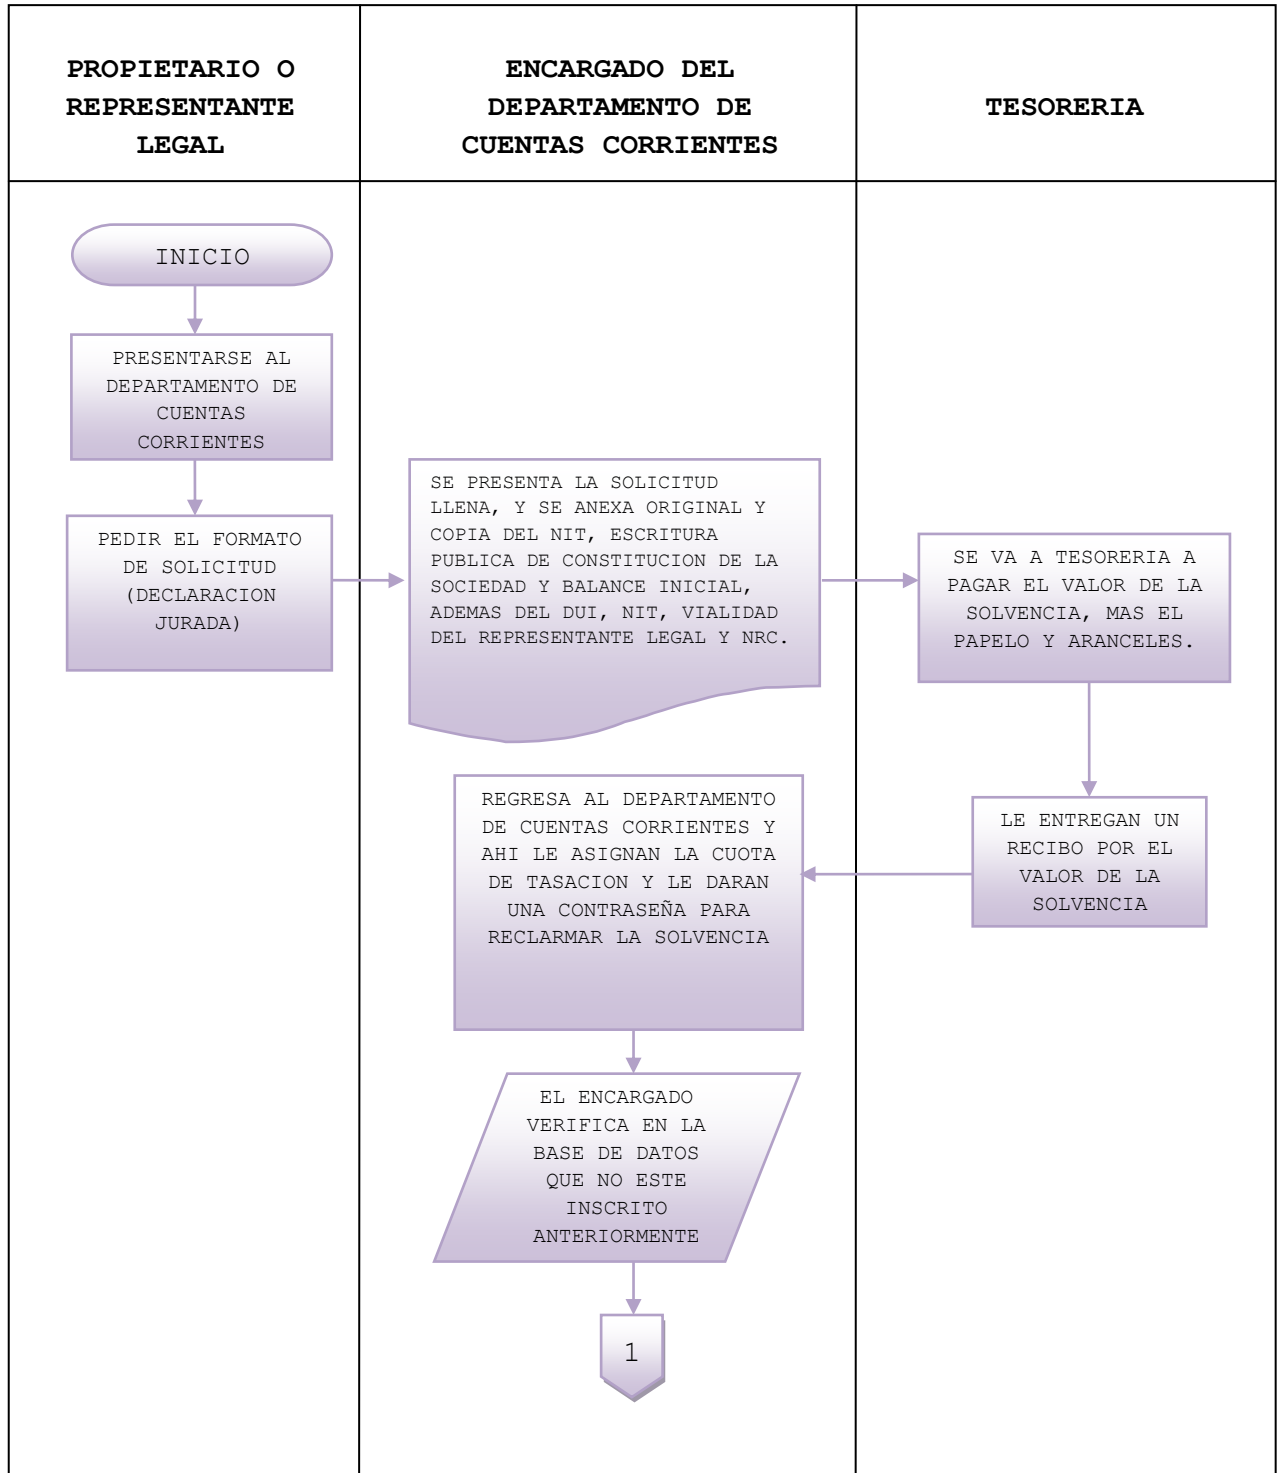 PROPIETARIO O
REPRESENTANTE
LEGAL
ENCARGADO DEL
DEPARTAMENTO DE
CUENTAS CORRIENTES
TESORERIA
INICIO
PRESENTARSE AL
DEPARTAMENTO DE
CUENTAS
CORRIENTES
PEDIR EL FORMATO
DE SOLICITUD
(DECLARACION
JURADA)
SE PRESENTA LA SOLICITUD
LLENA, Y SE ANEXA ORIGINAL Y
COPIA DEL NIT, ESCRITURA
PUBLICA DE CONSTITUCION DE LA
SOCIEDAD Y BALANCE INICIAL,
ADEMAS DEL DUI, NIT, VIALIDAD
DEL REPRESENTANTE LEGAL Y NRC.
SE VA A TESORERIA A
PAGAR EL VALOR DE LA
SOLVENCIA, MAS EL
PAPELO Y ARANCELES.
LE ENTREGAN UN
RECIBO POR EL
VALOR DE LA
SOLVENCIA
REGRESA AL DEPARTAMENTO
DE CUENTAS CORRIENTES Y
AHI LE ASIGNAN LA CUOTA
DE TASACION Y LE DARAN
UNA CONTRASEÑA PARA
RECLARMAR LA SOLVENCIA
EL ENCARGADO
VERIFICA EN LA
BASE DE DATOS
QUE NO ESTE
INSCRITO
ANTERIORMENTE
1